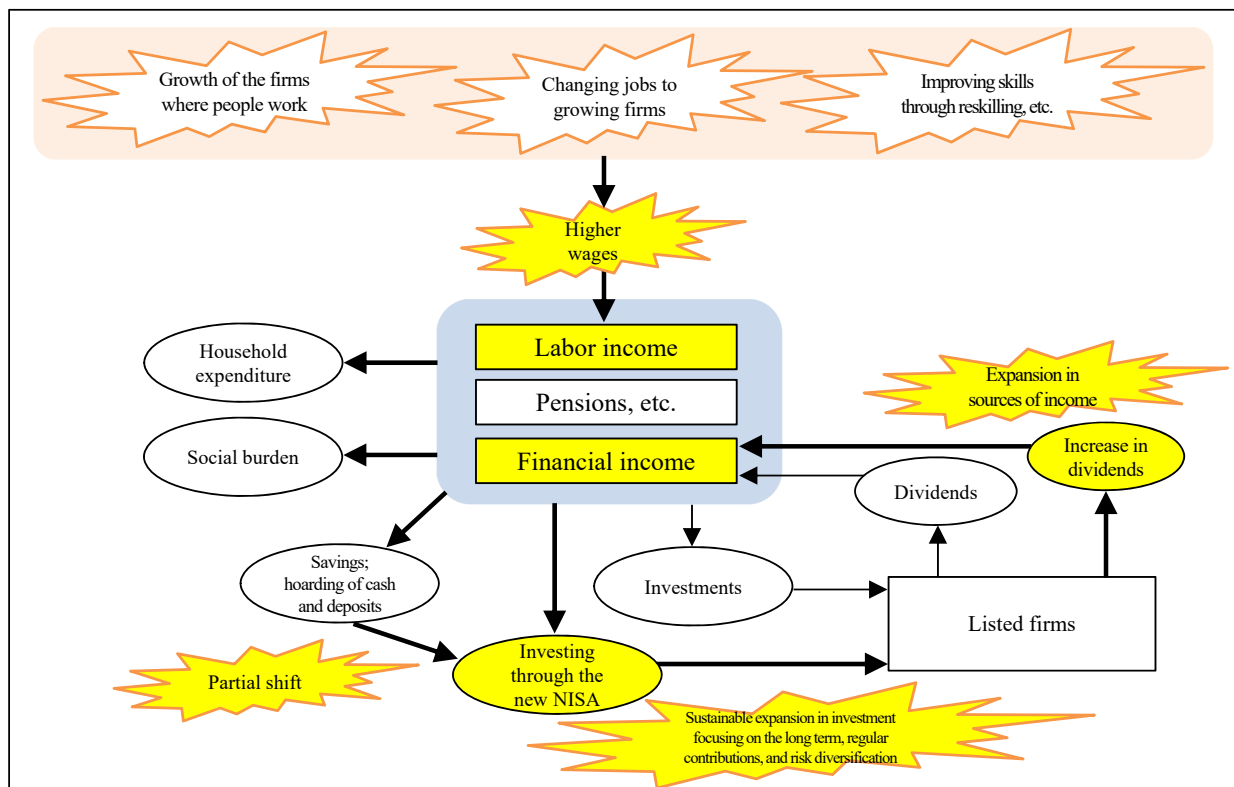 Growth of the firms
where people work
Changing jobs to
growing firms
Improving skills
through reskilling, etc.
Higher
wages
Labor income
Pensions, etc.
Financial income
Household
expenditure
Social burden
Expansion in
sources of income
Increase in
dividends
Dividends
Savings;
hoarding of cash
and deposits
Investments
Listed firms
Partial shift
Investing
through the
new NISA
Sustainable expansion in investment
focusing on the long term, regular
contributions, and risk diversification